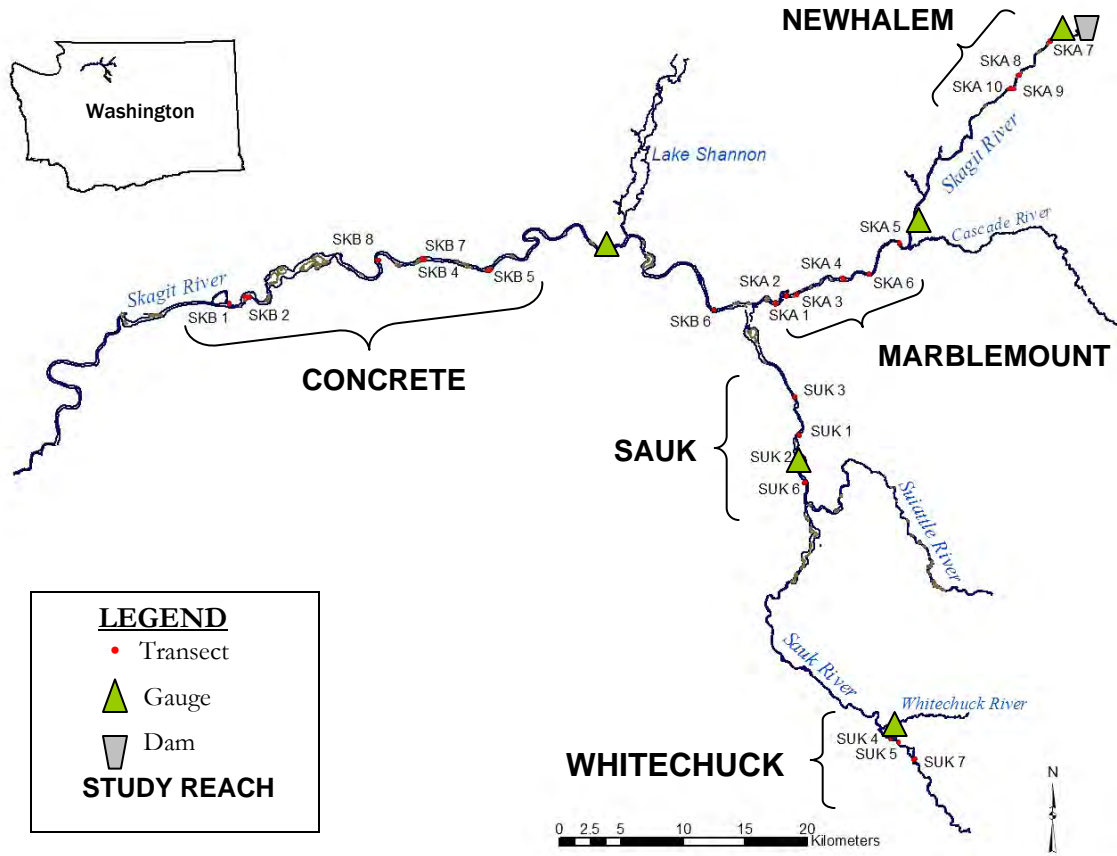 NEWHALEM
Washington
SKA 7
SKA 8
SKA 10
SKA 9
Skagit River
Lake Shannon
SKA 5
Cascade River
SKB 8
SKB 7
SKB 4
SKB 5
SKA 2
SKA 4
SKA 6
SKA 3
SKA 1
Skagit River
SKB 1
SKB 2
SKB 6
MARBLEMOUNT
CONCRETE
SUK 3
SUK 1
SAUK
SUK 2
SUK 6
Suiattle River
LEGEND
Transect
Gauge
Dam
STUDY REACH
Sauk River
Whitechuck River
SUK 4
SUK 5
SUK 7
WHITECHUCK
N
0 2.5 5 10 15 20
Kilometers